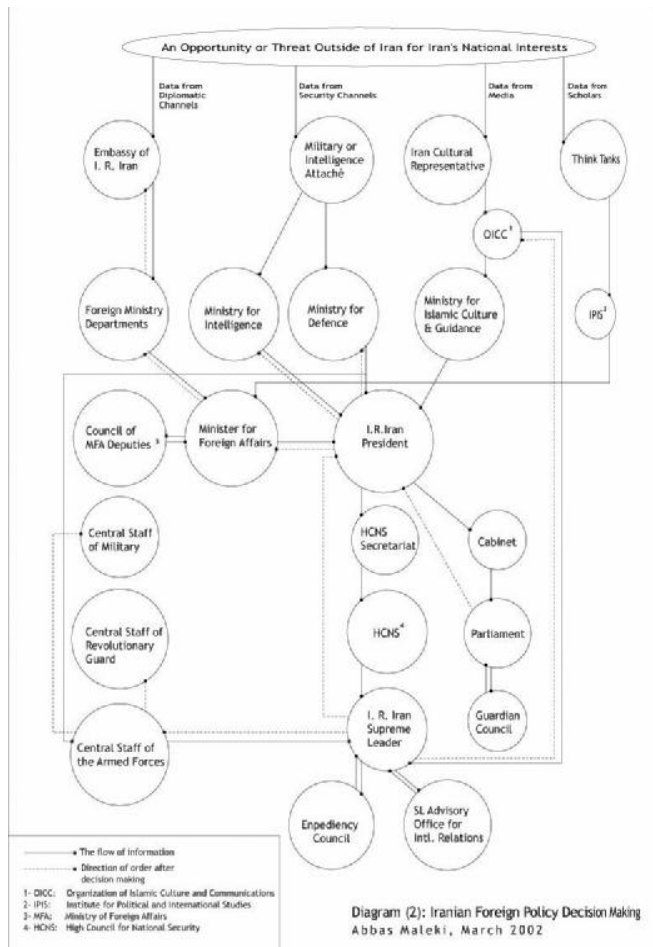 An Opportunity or Threat Outside of Iran for Iran's National Interests
Data from
Diplomatic
Channels
Data from
Security Channels
Data from
Media
Data from
Scholars
Embassy of
I. R. Iran
Military or
Intelligence
Attaché
Iran Cultural
Representative
Think Tanks
OICC 1
Foreign Ministry
Departments
Ministry for
Intelligence
Ministry for
Defence
Ministry for
Islamic Culture
& Guidance
IPIS 2
Council of
MFA Deputies 3
Minister for
Foreign Affairs
I.R.Iran
President
Central Staff
of Military
HCNS
Secretariat
Cabinet
Central Staff of
Revolutionary
Guard
HCNS 4
Parliament
Central Staff of
the Armed Forces
I. R. Iran
Supreme
Leader
Guardian
Council
Enpediency
Council
SL Advisory
Office for
Intl. Relations
The flow of information
Direction of order after
decision making
1- OICC: Organization of Islamic Culture and Communications
2- IPIS: Institute for Political and International Studies
3- MFA: Ministry of Foreign Affairs
4- HCNS: High Council for National Security
Diagram (2): Iranian Foreign Policy Decision Making
Abbas Maleki, March 2002